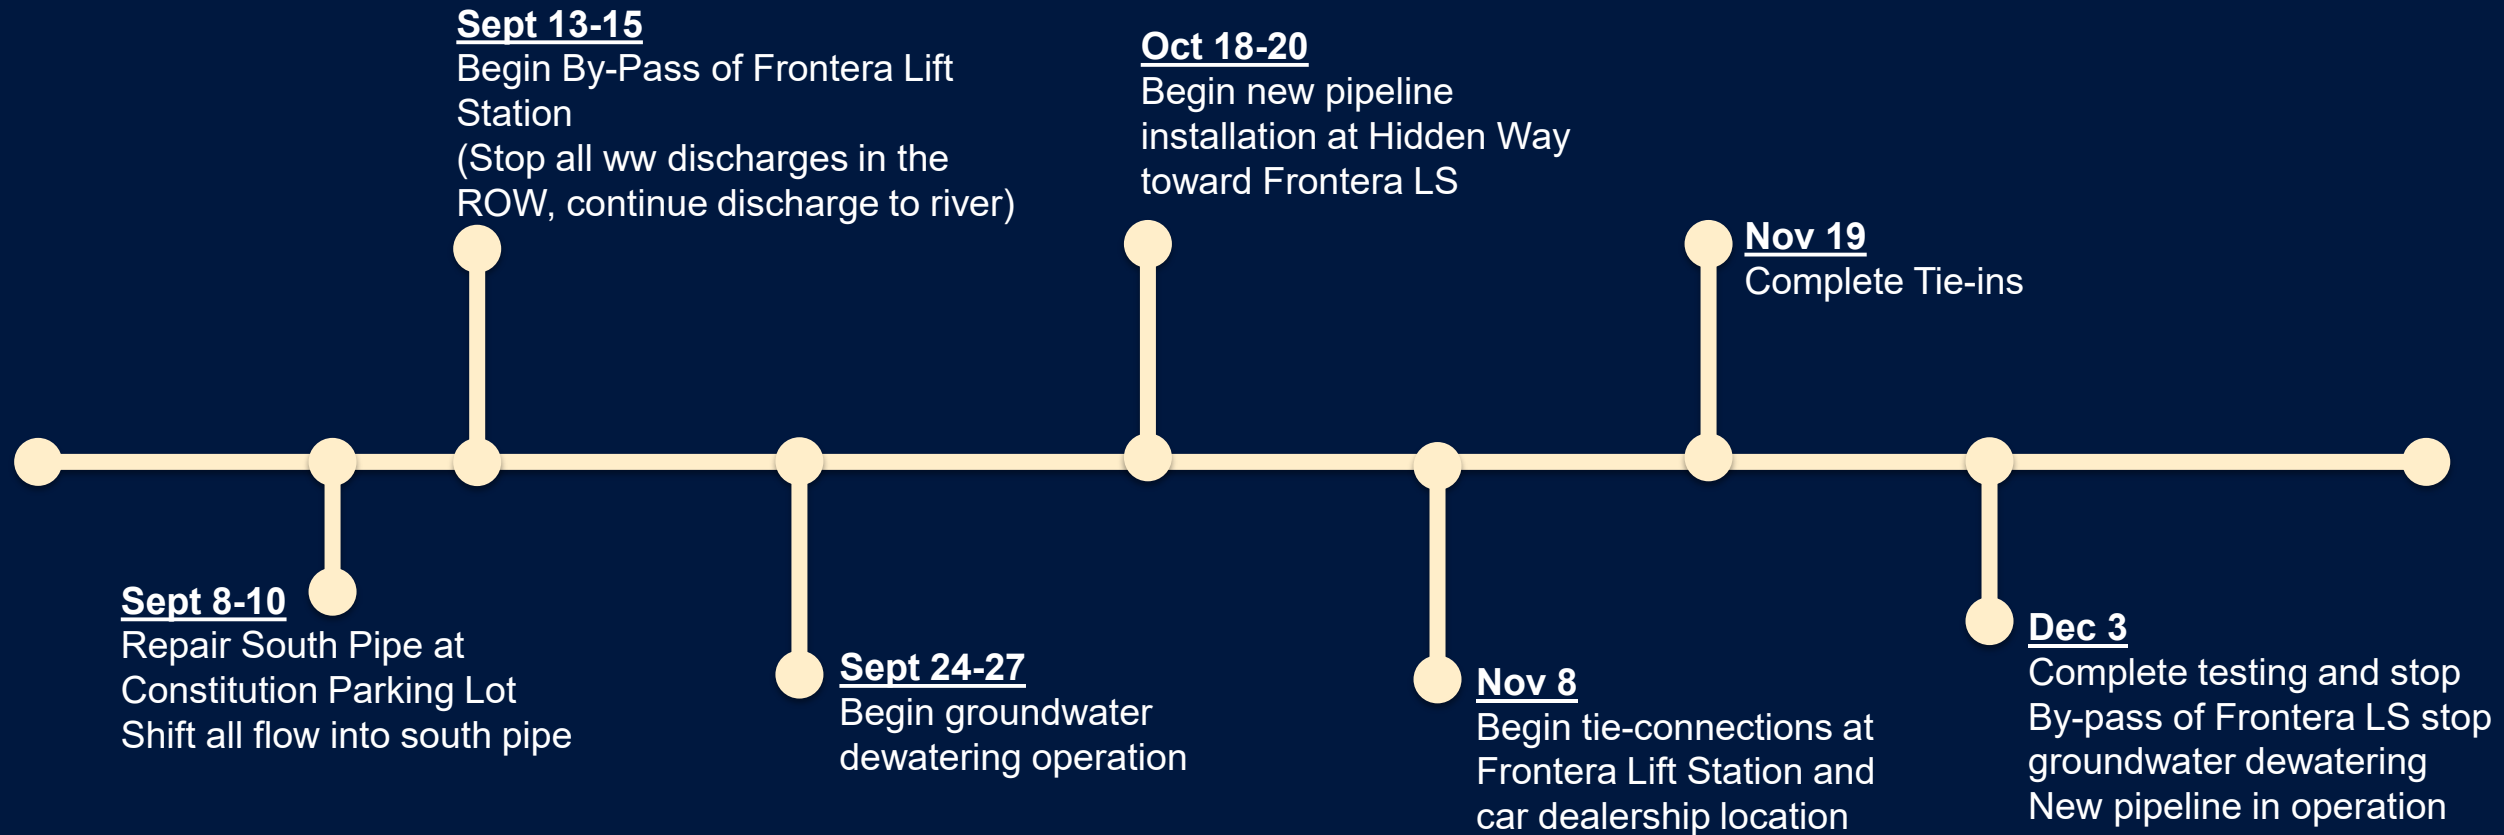 Sept 13-15
Begin By-Pass of Frontera Lift
Station
(Stop all ww discharges in the
ROW, continue discharge to river)
Oct 18-20
Begin new pipeline
installation at Hidden Way
toward Frontera LS
Nov 19
Complete Tie-ins
Sept 8-10
Repair South Pipe at
Constitution Parking Lot
Shift all flow into south pipe
Sept 24-27
Begin groundwater
dewatering operation
Nov 8
Begin tie-connections at
Frontera Lift Station and
car dealership location
Dec 3
Complete testing and stop
By-pass of Frontera LS stop
groundwater dewatering
New pipeline in operation